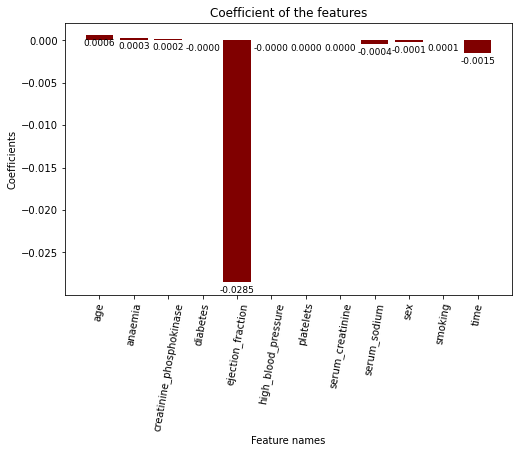 Coefficient of the features
Coefficients
0.000
−0.005
−0.010
−0.015
−0.020
−0.025
0.0006
0.0003
0.0002
-0.0000
-0.0285
-0.0000
0.0000
0.0000
-0.0004
-0.0001
0.0001
-0.0015
age
anaemia
creatinine_phosphokinase
diabetes
ejection_fraction
high_blood_pressure
platelets
serum_creatinine
serum_sodium
sex
smoking
time
Feature names